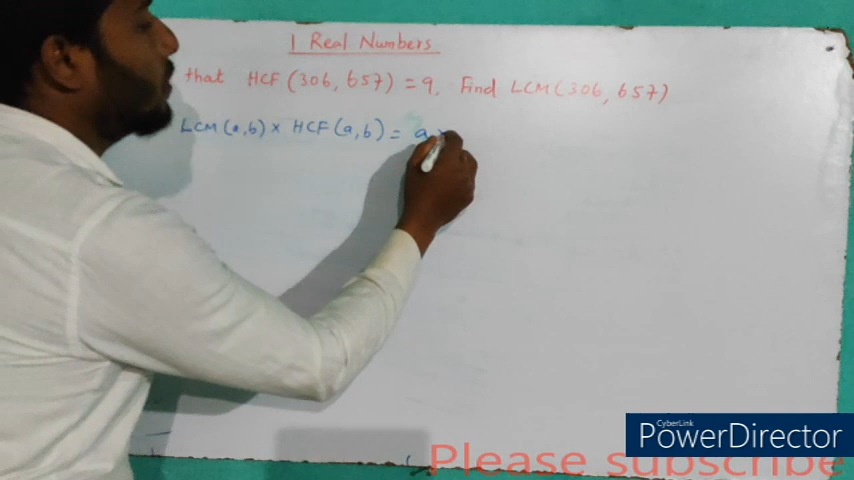 1 Real Numbers
that HCF (306, 657) = 9, Find LCM (306, 657)
LCM (a, b) × HCF (a, b) = a ×
CyberLink
PowerDirector
Please subscribe